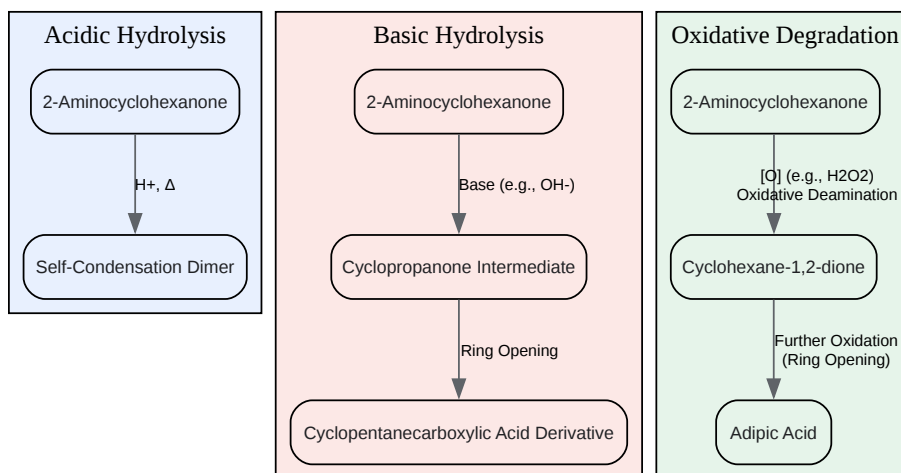 Acidic Hydrolysis
2-Aminocyclohexanone
H+, Δ
Self-Condensation Dimer
Basic Hydrolysis
2-Aminocyclohexanone
Base (e.g., OH-)
Cyclopropanone Intermediate
Ring Opening
Cyclopentanecarboxylic Acid Derivative
Oxidative Degradation
2-Aminocyclohexanone
[O] (e.g., H2O2)
Oxidative Deamination
Cyclohexane-1,2-dione
Further Oxidation
(Ring Opening)
Adipic Acid